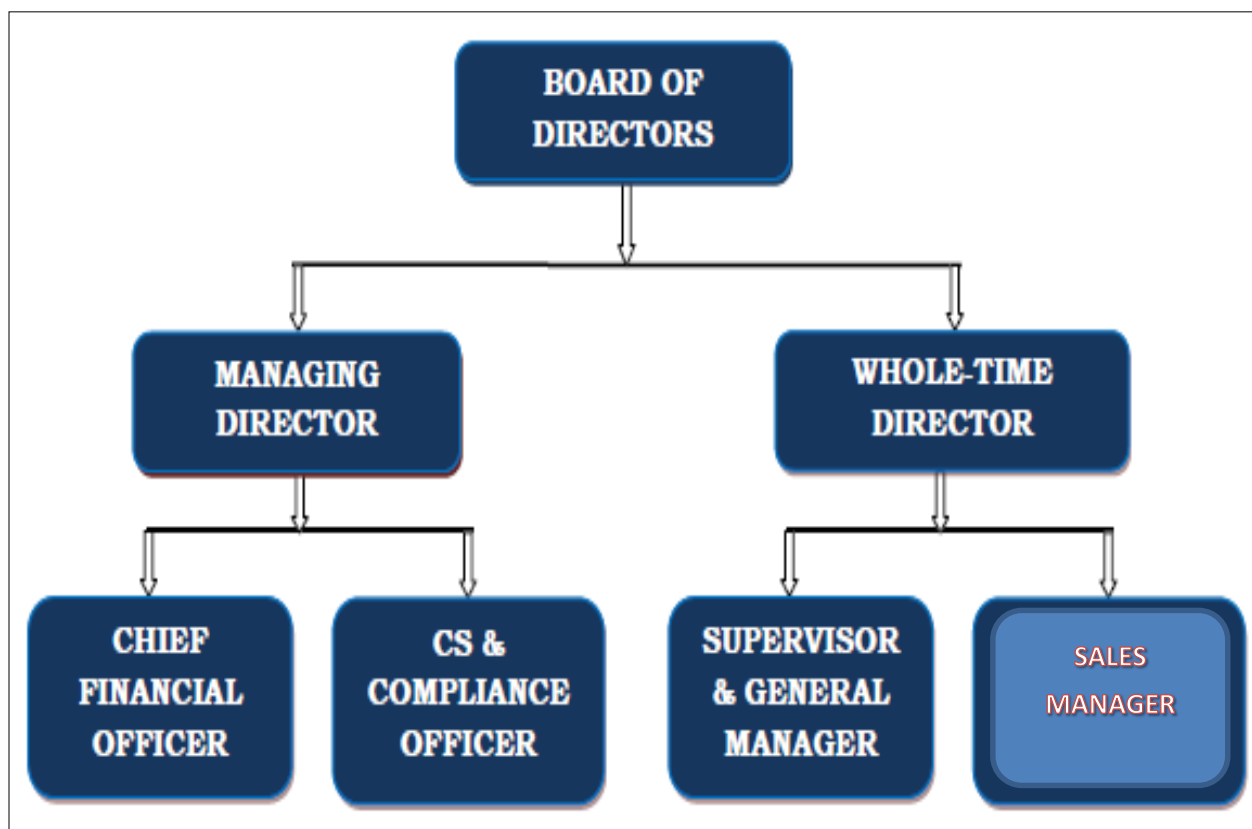 BOARD OF
DIRECTORS
MANAGING
DIRECTOR
WHOLE-TIME
DIRECTOR
CHIEF
FINANCIAL
OFFICER
CS &
COMPLIANCE
OFFICER
SUPERVISOR
& GENERAL
MANAGER
SALES
MANAGER